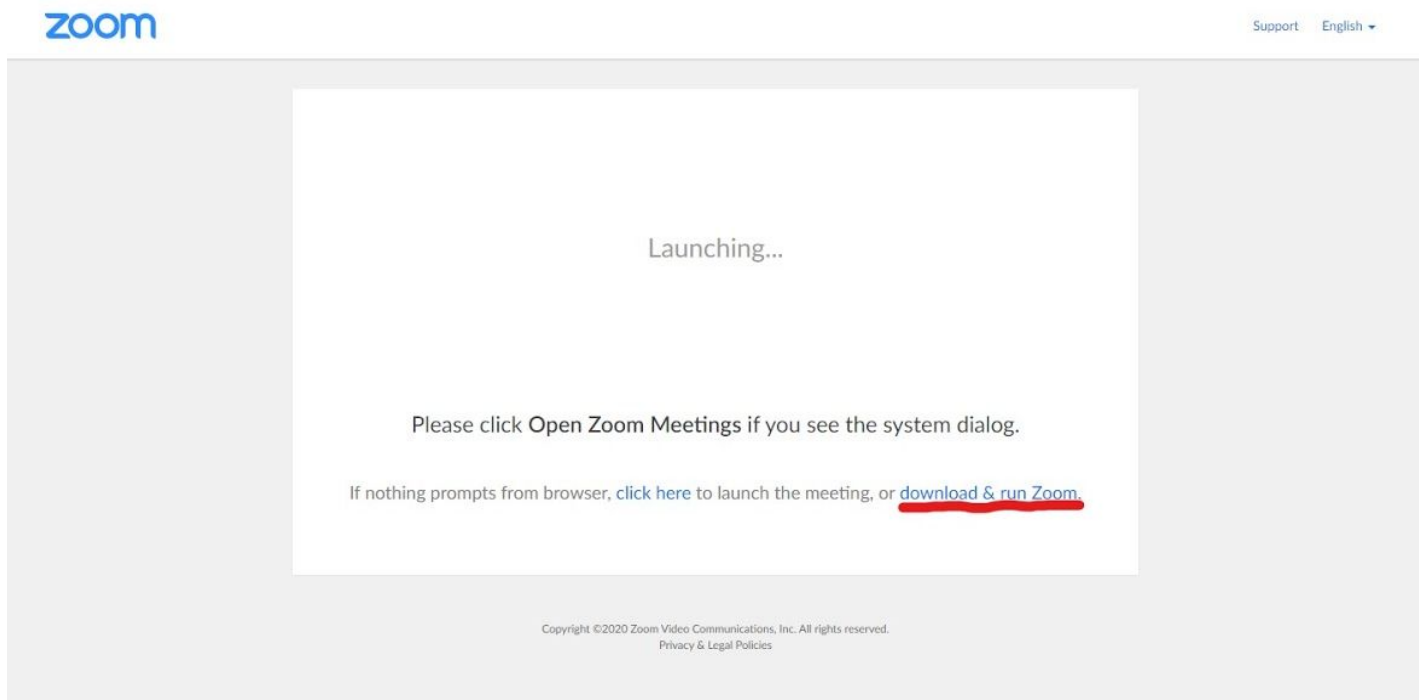 zoom
Support English
Launching...
Please click Open Zoom Meetings if you see the system dialog.
If nothing prompts from browser, click here to launch the meeting, or download & run Zoom.
Copyright ©2020 Zoom Video Communications, Inc. All rights reserved.
Privacy & Legal Policies